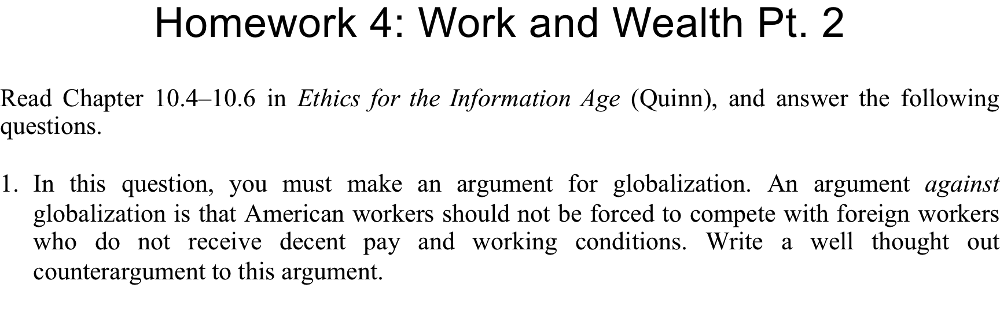 Homework 4: Work and Wealth Pt. 2
Read Chapter 10.4–10.6 in Ethics for the Information Age (Quinn), and answer the following
questions.
1. In this question, you must make an argument for globalization. An argument against
globalization is that American workers should not be forced to compete with foreign workers
who do not receive decent pay and working conditions. Write a well thought out
counterargument to this argument.